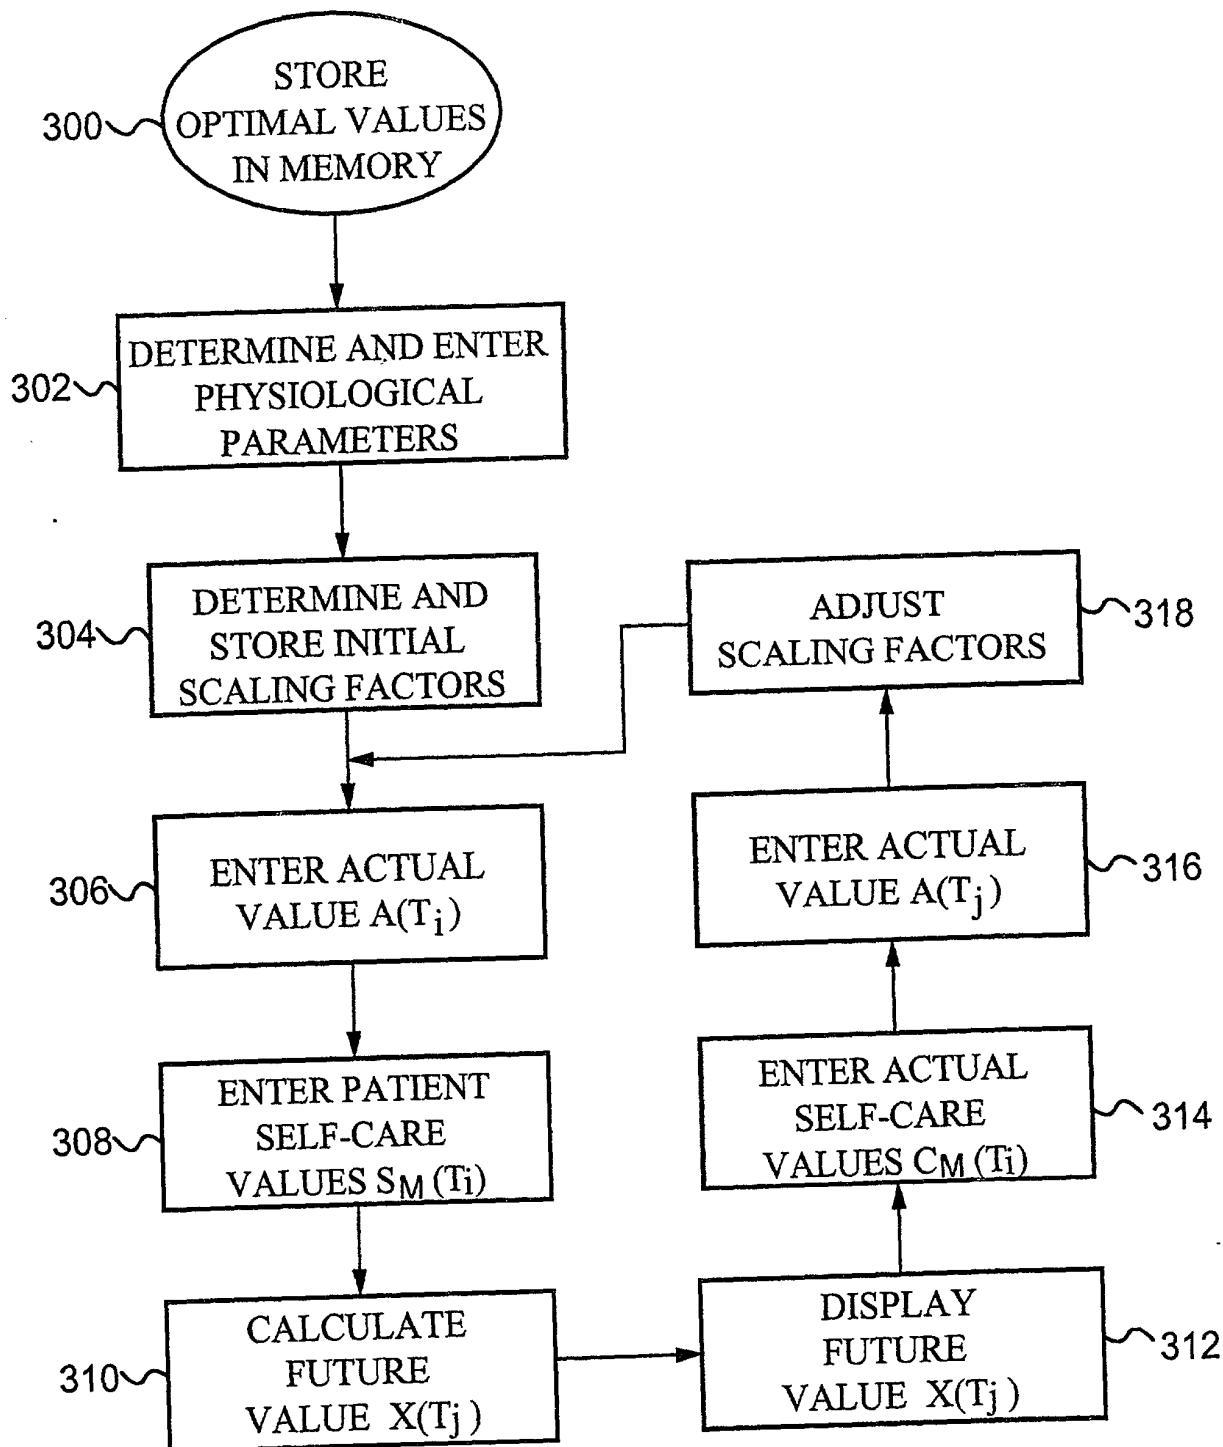 300
STORE
OPTIMAL VALUES
IN MEMORY
302
DETERMINE AND ENTER
PHYSIOLOGICAL
PARAMETERS
304
DETERMINE AND
STORE INITIAL
SCALING FACTORS
306
ENTER ACTUAL
VALUE A(Ti)
308
ENTER PATIENT
SELF-CARE
VALUES SM (Ti)
310
CALCULATE
FUTURE
VALUE X(Tj)
DISPLAY
FUTURE
VALUE X(Tj)
312
ENTER ACTUAL
SELF-CARE
VALUES CM (Ti)
314
ENTER ACTUAL
VALUE A(Tj)
316
ADJUST
SCALING FACTORS
318